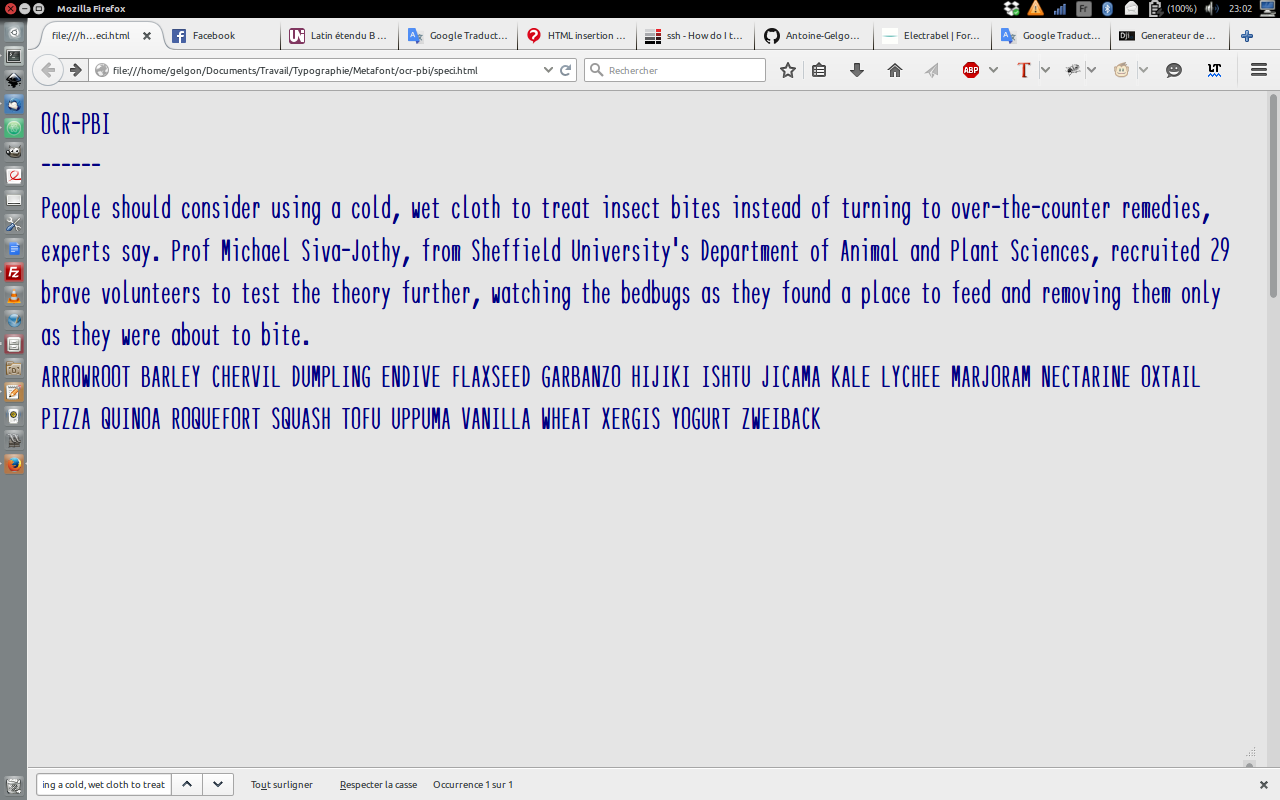 Mozilla Firefox
Fr
(100%)
23:02
file:///h...eci.html
Facebook
Latin étendu B ...
Google Traduct...
HTML insertion ...
ssh - How do I t...
Antoine-Gelgo...
Electrabel | For...
Google Traduct...
Generateur de ...
file:///home/gelgon/Documents/Travail/Typographie/Metafont/ocr-pbi/speci.html
Rechercher
ABP
T
LT
OCR-PBI
------
People should consider using a cold, wet cloth to treat insect bites instead of turning to over-the-counter remedies,
experts say. Prof Michael Siva-Jothy, from Sheffield University's Department of Animal and Plant Sciences, recruited 29
brave volunteers to test the theory further, watching the bedbugs as they found a place to feed and removing them only
as they were about to bite.
ARROWROOT BARLEY CHERVIL DUMPLING ENDIVE FLAXSEED GARBANZO HIJIKI ISHTU JICAMA KALE LYCHEE MARJORAM NECTARINE OXTAIL
PIZZA QUINOA ROQUEFORT SQUASH TOFU UPPUMA VANILLA WHEAT XERGIS YOGURT ZWEIBACK
ing a cold, wet cloth to treat
Tout surligner
Respecter la casse
Occurrence 1 sur 1